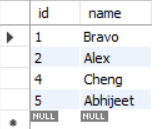 id name
1 Bravo
2 Alex
4 Cheng
5 Abhijeet
NULL NULL